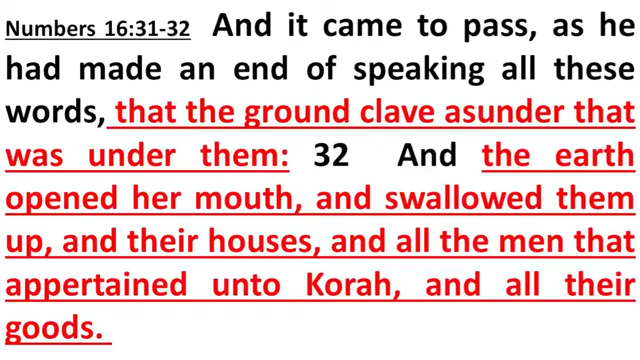 Numbers 16:31-32 And it came to pass, as he
had made an end of speaking all these
words, that the ground clave asunder that
was under them: 32 And the earth
opened her mouth, and swallowed them
up, and their houses, and all the men that
appertained unto Korah, and all their
goods.